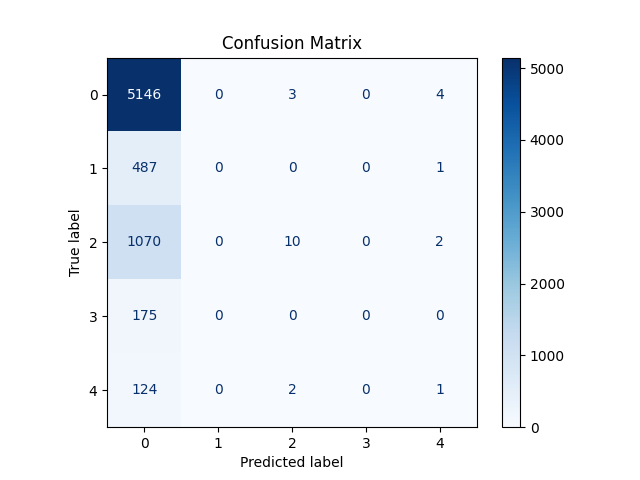 Confusion Matrix
0 5146 0 3 0 4
1 487 0 0 0 1
2 1070 0 10 0 2
3 175 0 0 0 0
4 124 0 2 0 1
0 1 2 3 4
True label
Predicted label
5000
4000
3000
2000
1000
0